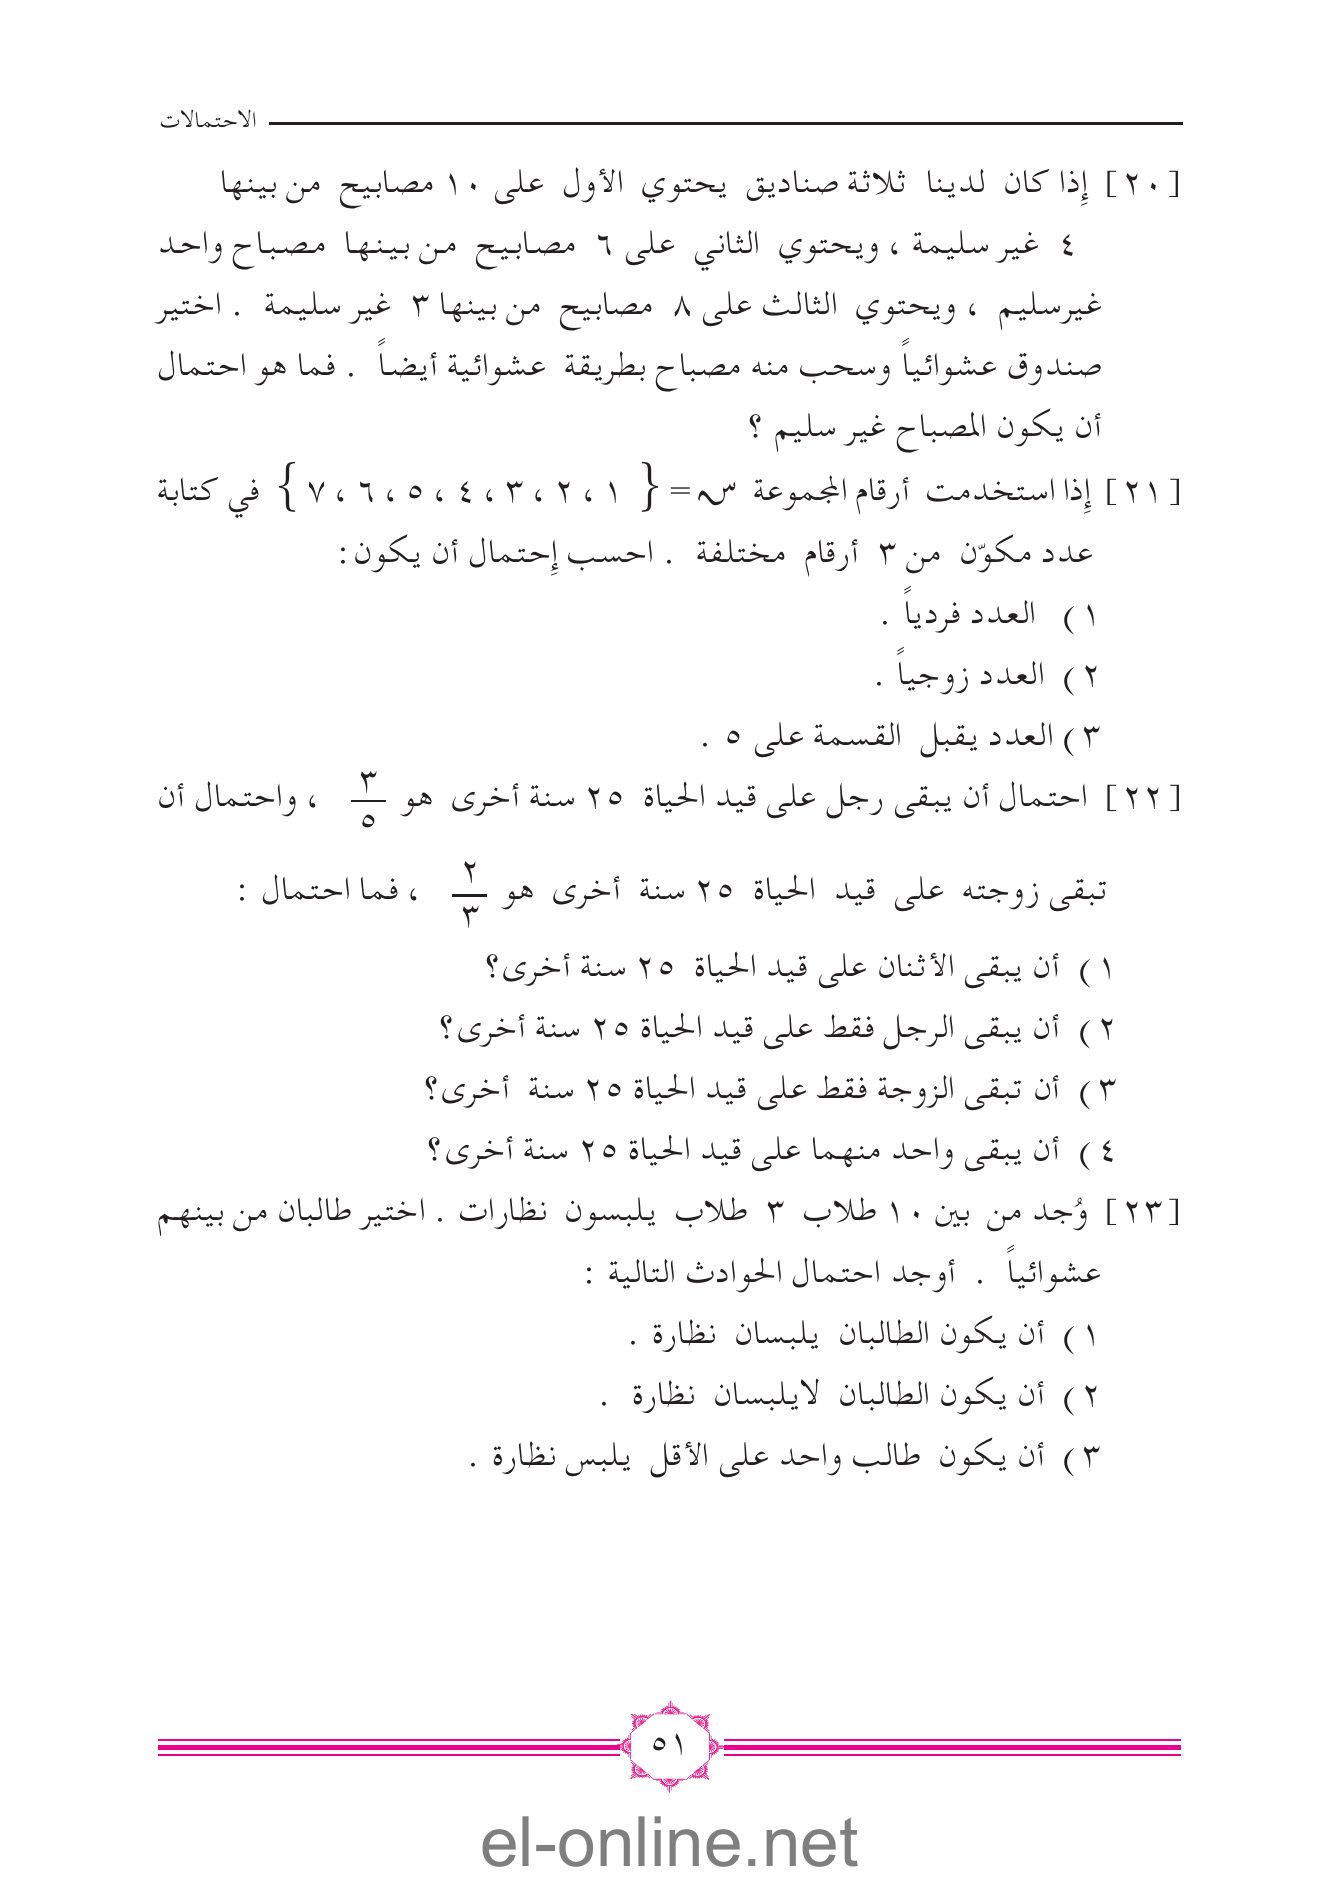 الاحتمالات
[٢٠] إِذا كان لدينا ثلاثة صناديق يحتوي الأول على ١٠ مصابيح من بينها
٤ غير سليمة ، ويحتوي الثاني على ٦ مصابيح من بينها مصباح واحد
غيرسليم ، ويحتوي الثالث على ٨ مصابيح من بينها ٣ غير سليمة . اختير
صندوق عشوائياً وسحب منه مصباح بطريقة عشوائية أيضاً . فما هو احتمال
أن يكون المصباح غير سليم ؟
[٢١] إِذا استخدمت أرقام المجموعة س = { ١ ، ٢ ، ٣ ، ٤ ، ٥ ، ٦ ، ٧ } في كتابة
عدد مكوّن من ٣ أرقام مختلفة . احسب إِحتمال أن يكون :
١ ) العدد فردياً .
٢ ) العدد زوجياً .
٣ ) العدد يقبل القسمة على ٥ .
[٢٢] احتمال أن يبقى رجل على قيد الحياة ٢٥ سنة أخرى هو ٣/٥ ، واحتمال أن
تبقى زوجته على قيد الحياة ٢٥ سنة أخرى هو ٢/٣ ، فما احتمال :
١ ) أن يبقى الأثنان على قيد الحياة ٢٥ سنة أخرى؟
٢ ) أن يبقى الرجل فقط على قيد الحياة ٢٥ سنة أخرى؟
٣ ) أن تبقى الزوجة فقط على قيد الحياة ٢٥ سنة أخرى؟
٤ ) أن يبقى واحد منهما على قيد الحياة ٢٥ سنة أخرى؟
[٢٣] وُجد من بين ١٠ طلاب ٣ طلاب يلبسون نظارات . اختير طالبان من بينهم
عشوائياً . أوجد احتمال الحوادث التالية :
١ ) أن يكون الطالبان يلبسان نظارة .
٢ ) أن يكون الطالبان لايلبسان نظارة .
٣ ) أن يكون طالب واحد على الأقل يلبس نظارة .
٥١
el-online.net